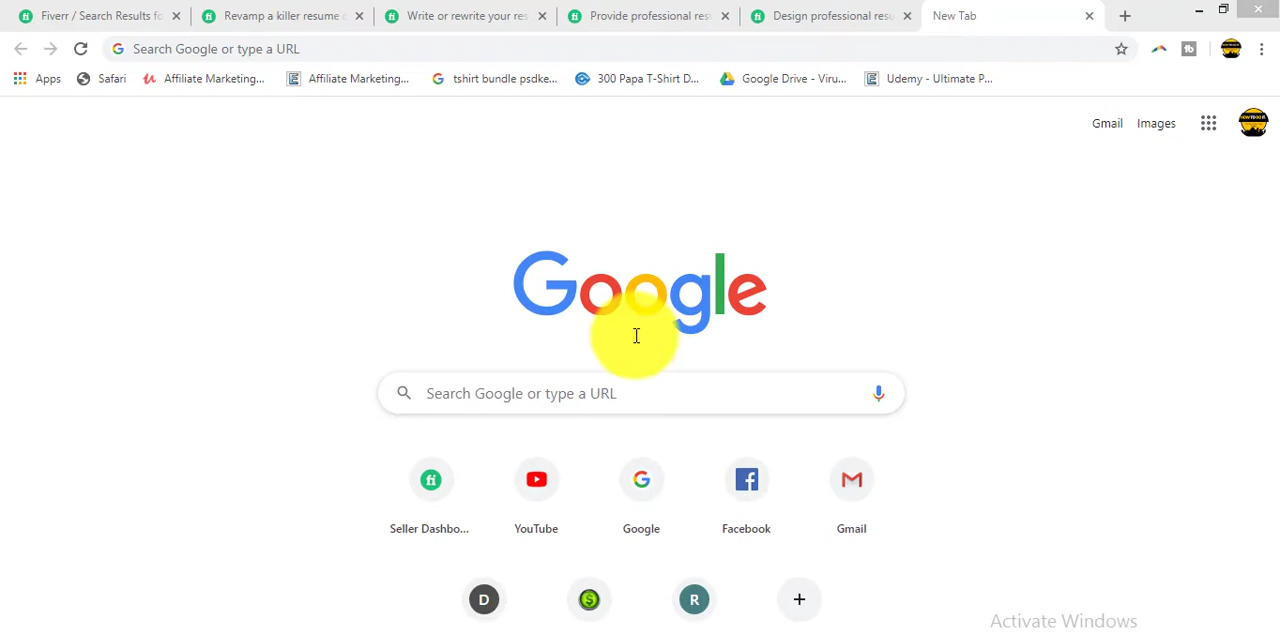 Fiverr / Search Results fo
Revamp a killer resume c
Write or rewrite your res
Provide professional res
Design professional resu
New Tab
Search Google or type a URL
Apps
Safari
Affiliate Marketing...
Affiliate Marketing...
tshirt bundle psdke...
300 Papa T-Shirt D...
Google Drive - Viru...
Udemy - Ultimate P...
Gmail
Images
Google
Search Google or type a URL
Seller Dashbo...
YouTube
Google
Facebook
Gmail
D
R
Activate Windows